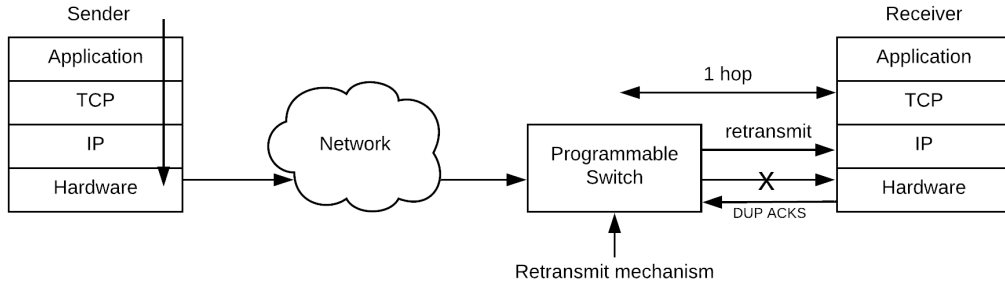 Sender
Receiver
Application
TCP
IP
Hardware
Network
Programmable
Switch
Retransmit mechanism
1 hop
retransmit
X
DUP ACKS
Application
TCP
IP
Hardware